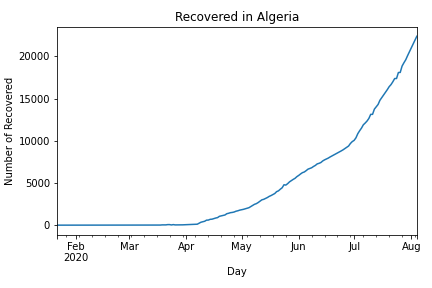 Recovered in Algeria
Number of Recovered
20000
15000
10000
5000
0
Feb Mar Apr May Jun Jul Aug
2020
Day